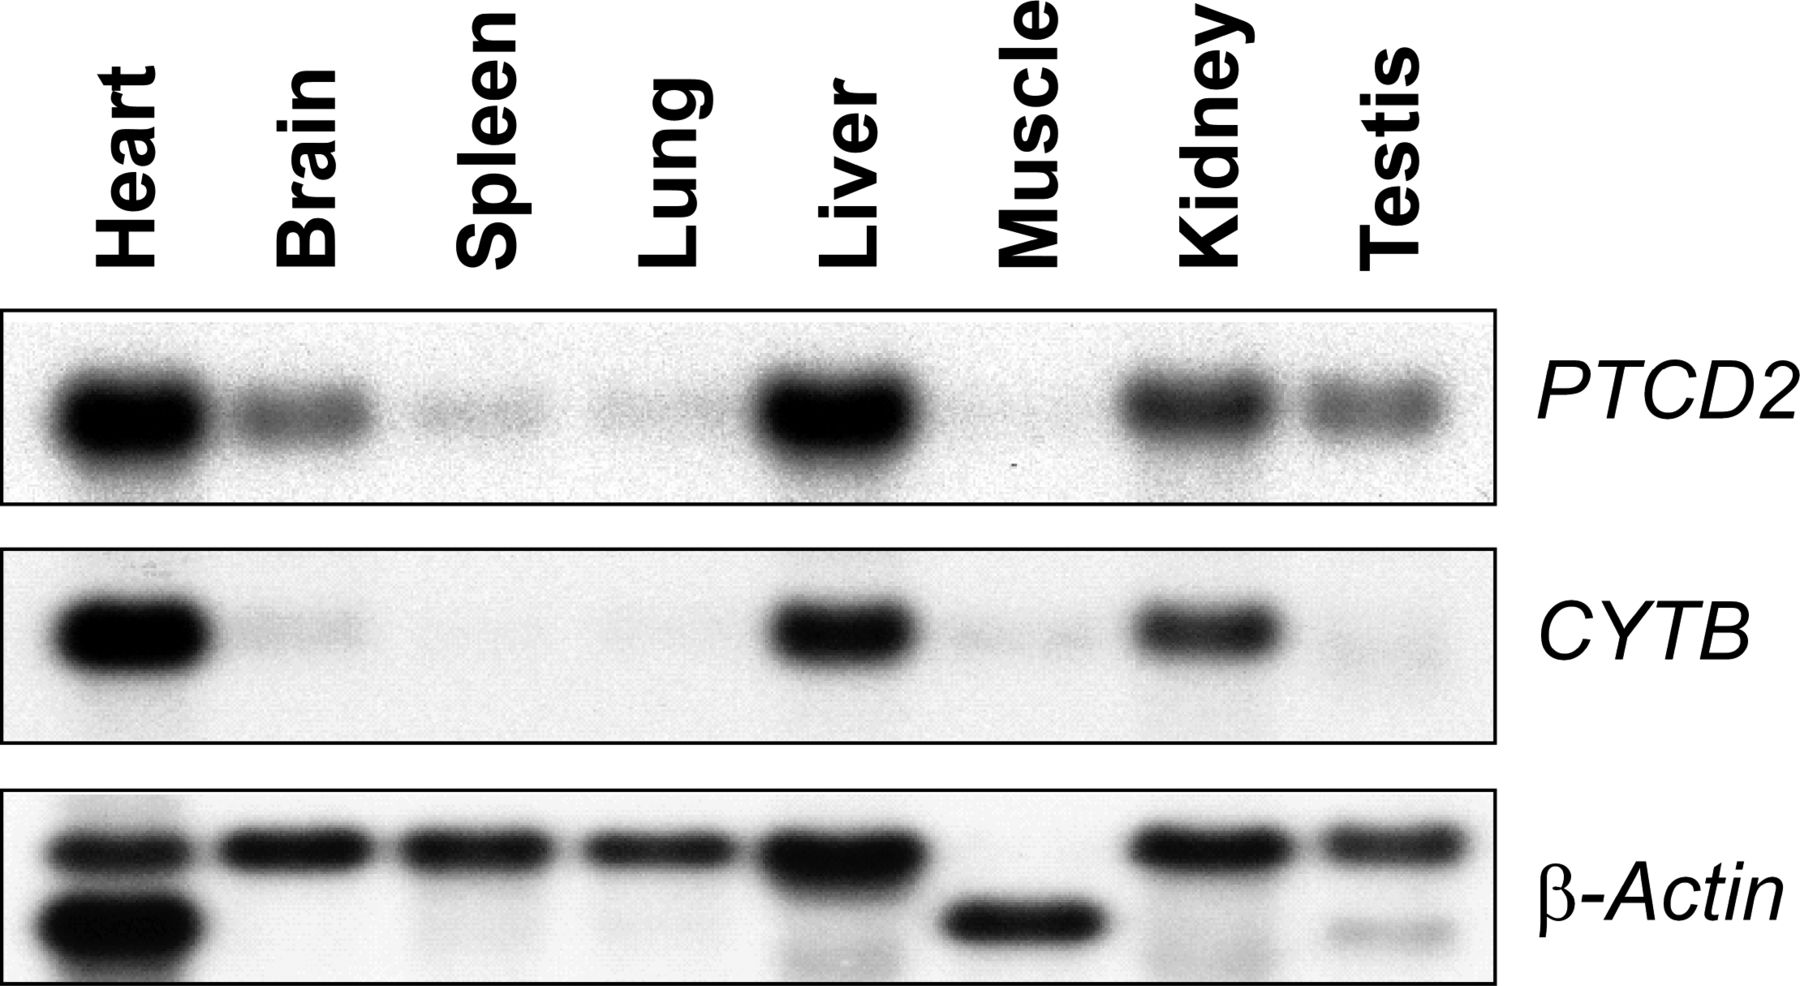 Heart
Brain
Spleen
Lung
Liver
Muscle
Kidney
Testis
PTCD2
CYTB
β-Actin